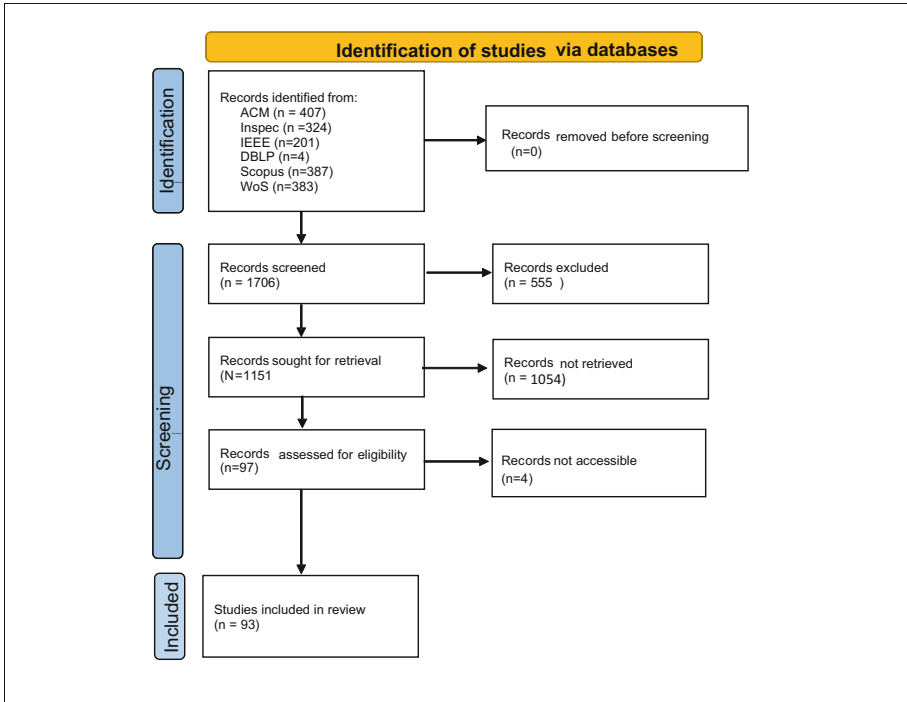 Identification of studies via databases
Identification
Records identified from:
ACM (n = 407)
Inspec (n =324)
IEEE (n=201)
DBLP (n=4)
Scopus (n=387)
WoS (n=383)
Records removed before screening
(n=0)
Screening
Records screened
(n = 1706)
Records excluded
(n = 555 )
Records sought for retrieval
(N=1151
Records not retrieved
(n = 1054)
Records assessed for eligibility
(n=97)
Records not accessible
(n=4)
Included
Studies included in review
(n = 93)